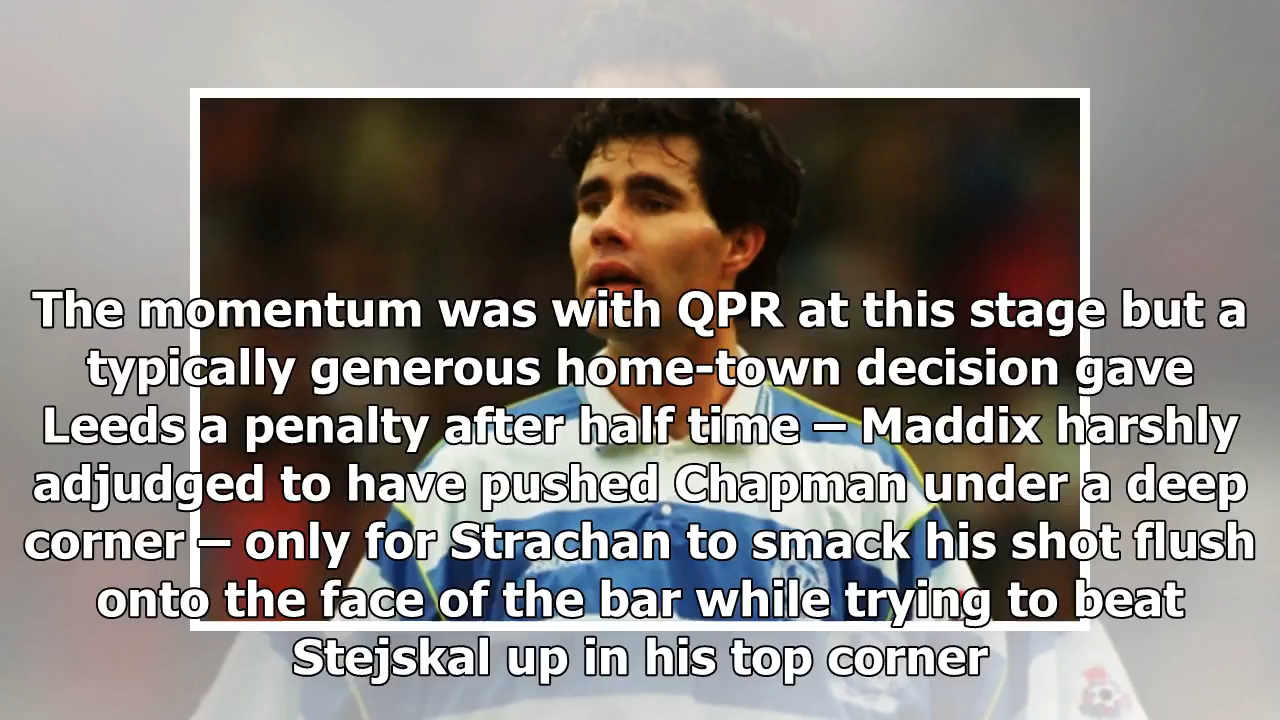 The momentum was with QPR at this stage but a
typically generous home-town decision gave
Leeds a penalty after half time – Maddix harshly
adjudged to have pushed Chapman under a deep
corner – only for Strachan to smack his shot flush
onto the face of the bar while trying to beat
Stejskal up in his top corner